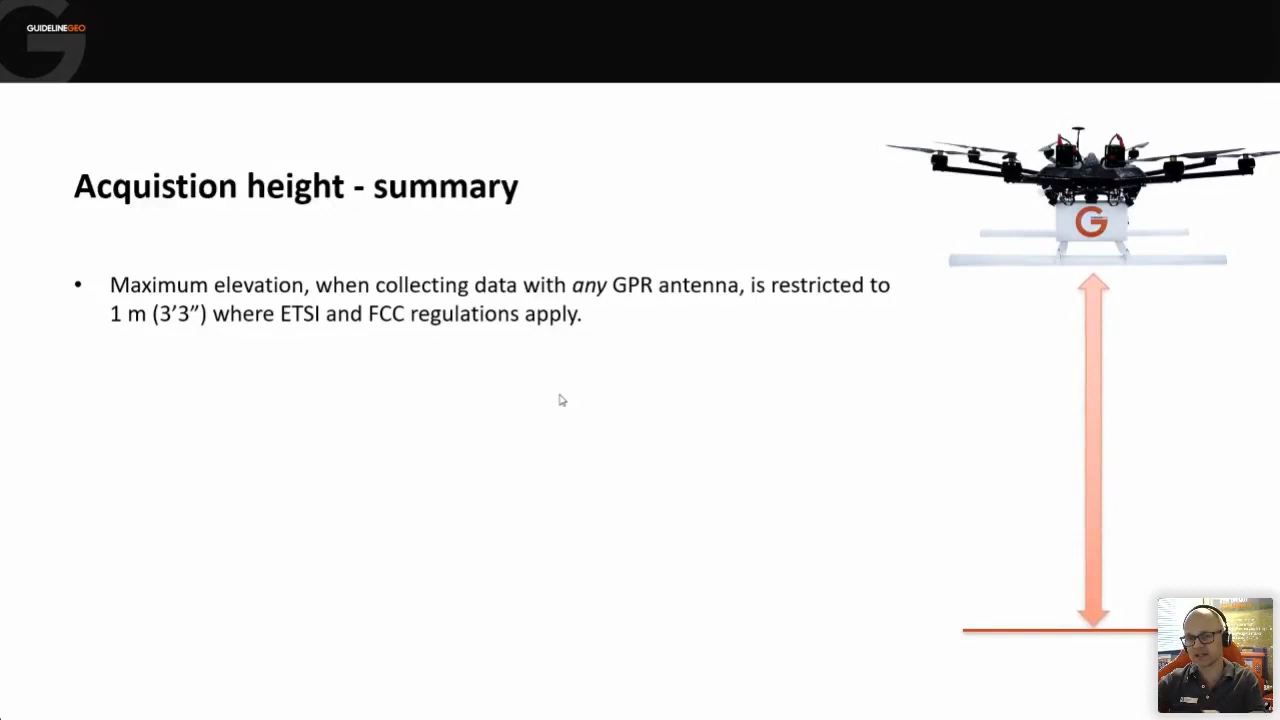 GUIDELINEGEO
Acquistion height - summary
• Maximum elevation, when collecting data with any GPR antenna, is restricted to
1 m (3’3”) where ETSI and FCC regulations apply.
G